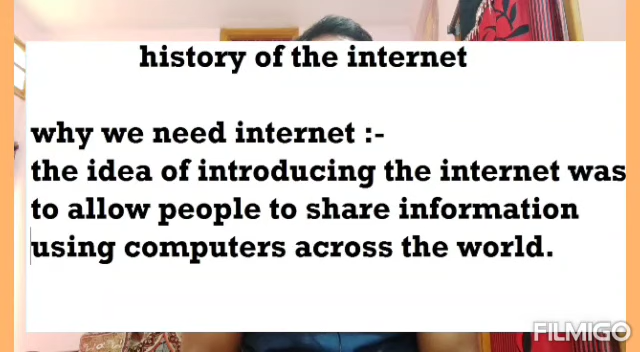 history of the internet
why we need internet :-
the idea of introducing the internet was
to allow people to share information
using computers across the world.
FILMIGO